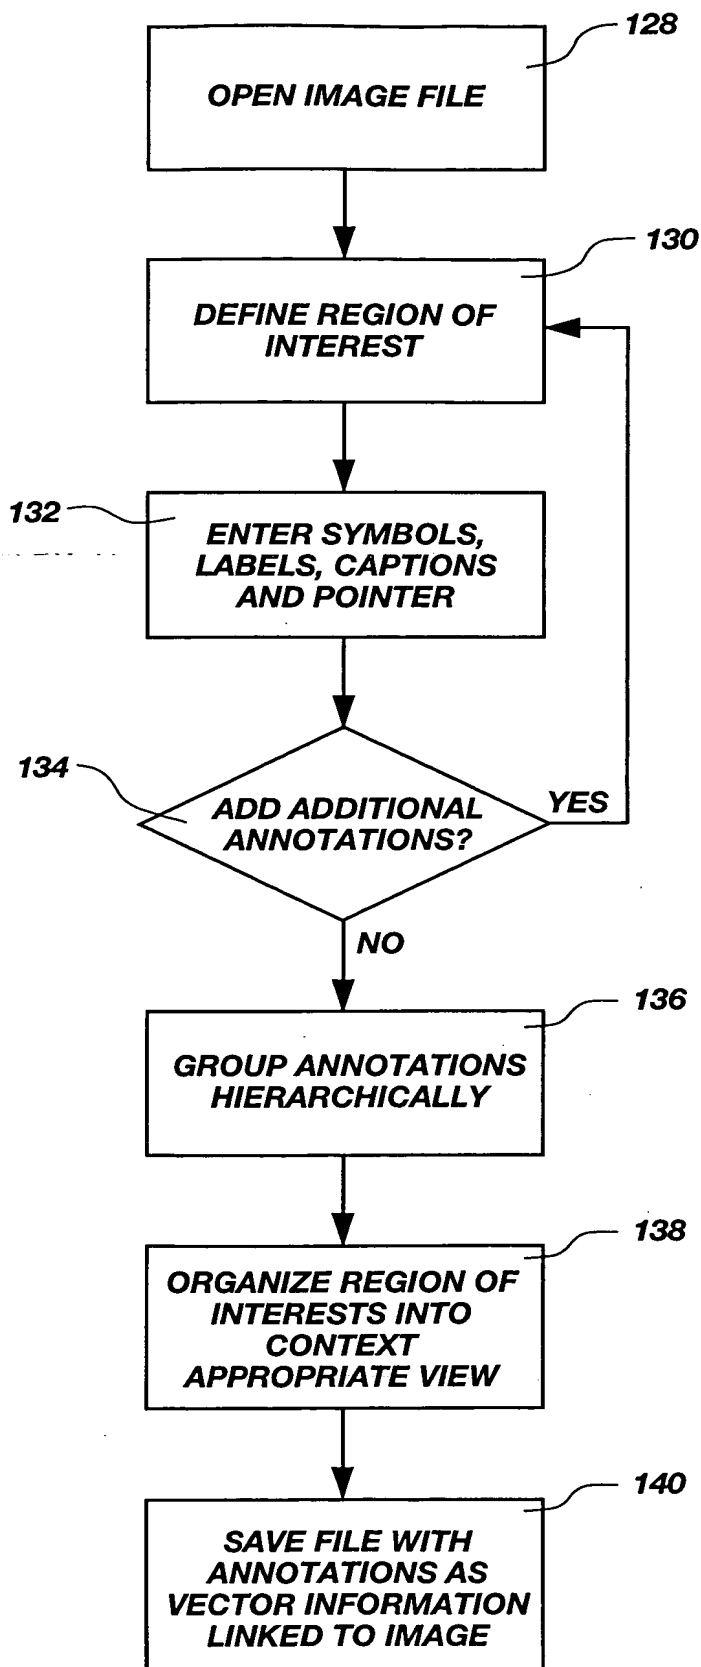 128
OPEN IMAGE FILE
130
DEFINE REGION OF
INTEREST
132
ENTER SYMBOLS,
LABELS, CAPTIONS
AND POINTER
134
ADD ADDITIONAL
ANNOTATIONS?
YES
NO
136
GROUP ANNOTATIONS
HIERARCHICALLY
138
ORGANIZE REGION OF
INTERESTS INTO
CONTEXT
APPROPRIATE VIEW
140
SAVE FILE WITH
ANNOTATIONS AS
VECTOR INFORMATION
LINKED TO IMAGE